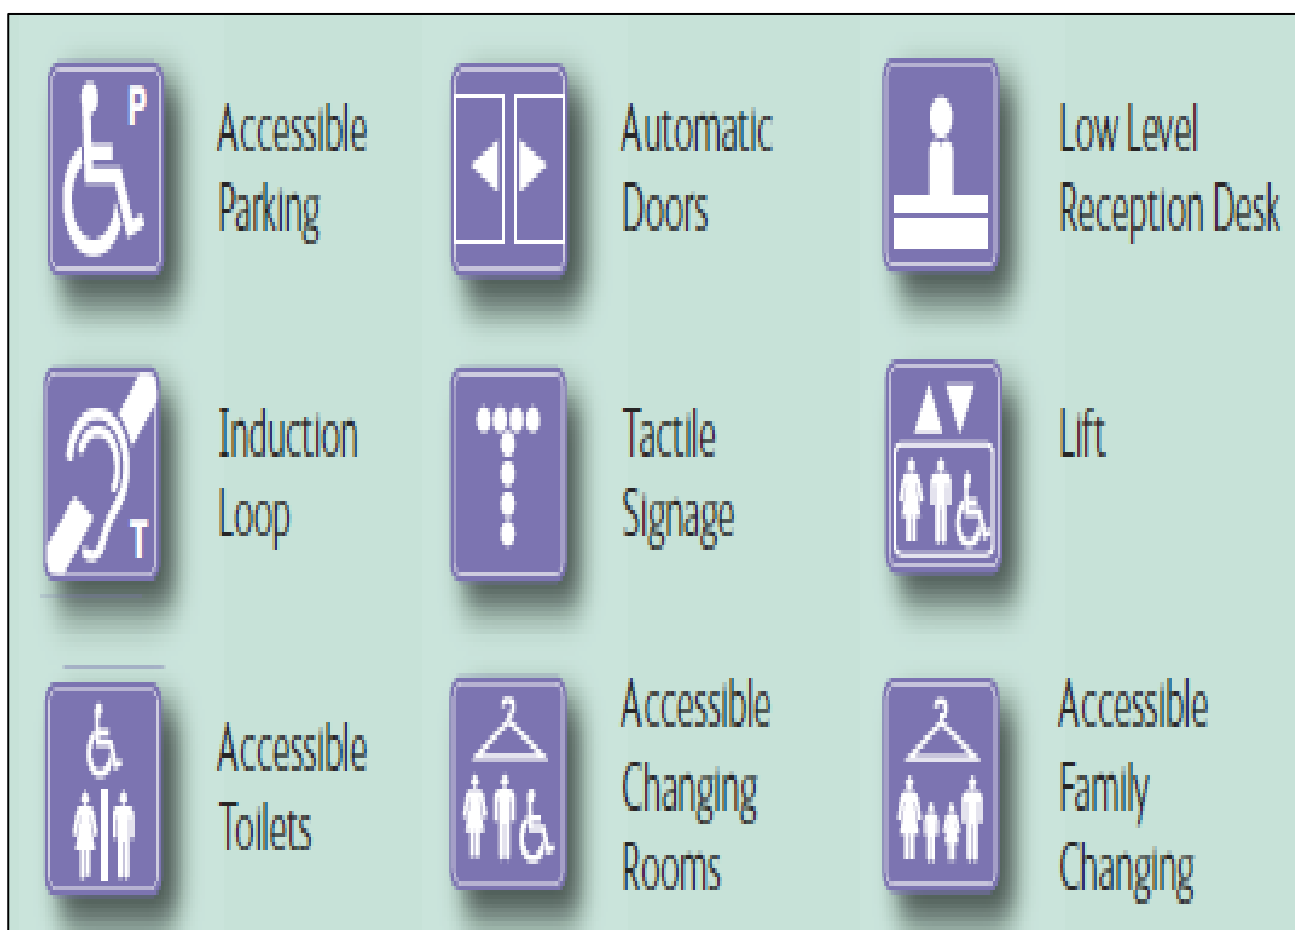 P
Accessible
Parking
Automatic
Doors
Low Level
Reception Desk
T
Induction
Loop
Tactile
Signage
Lift
Accessible
Toilets
Accessible
Changing
Rooms
Accessible
Family
Changing